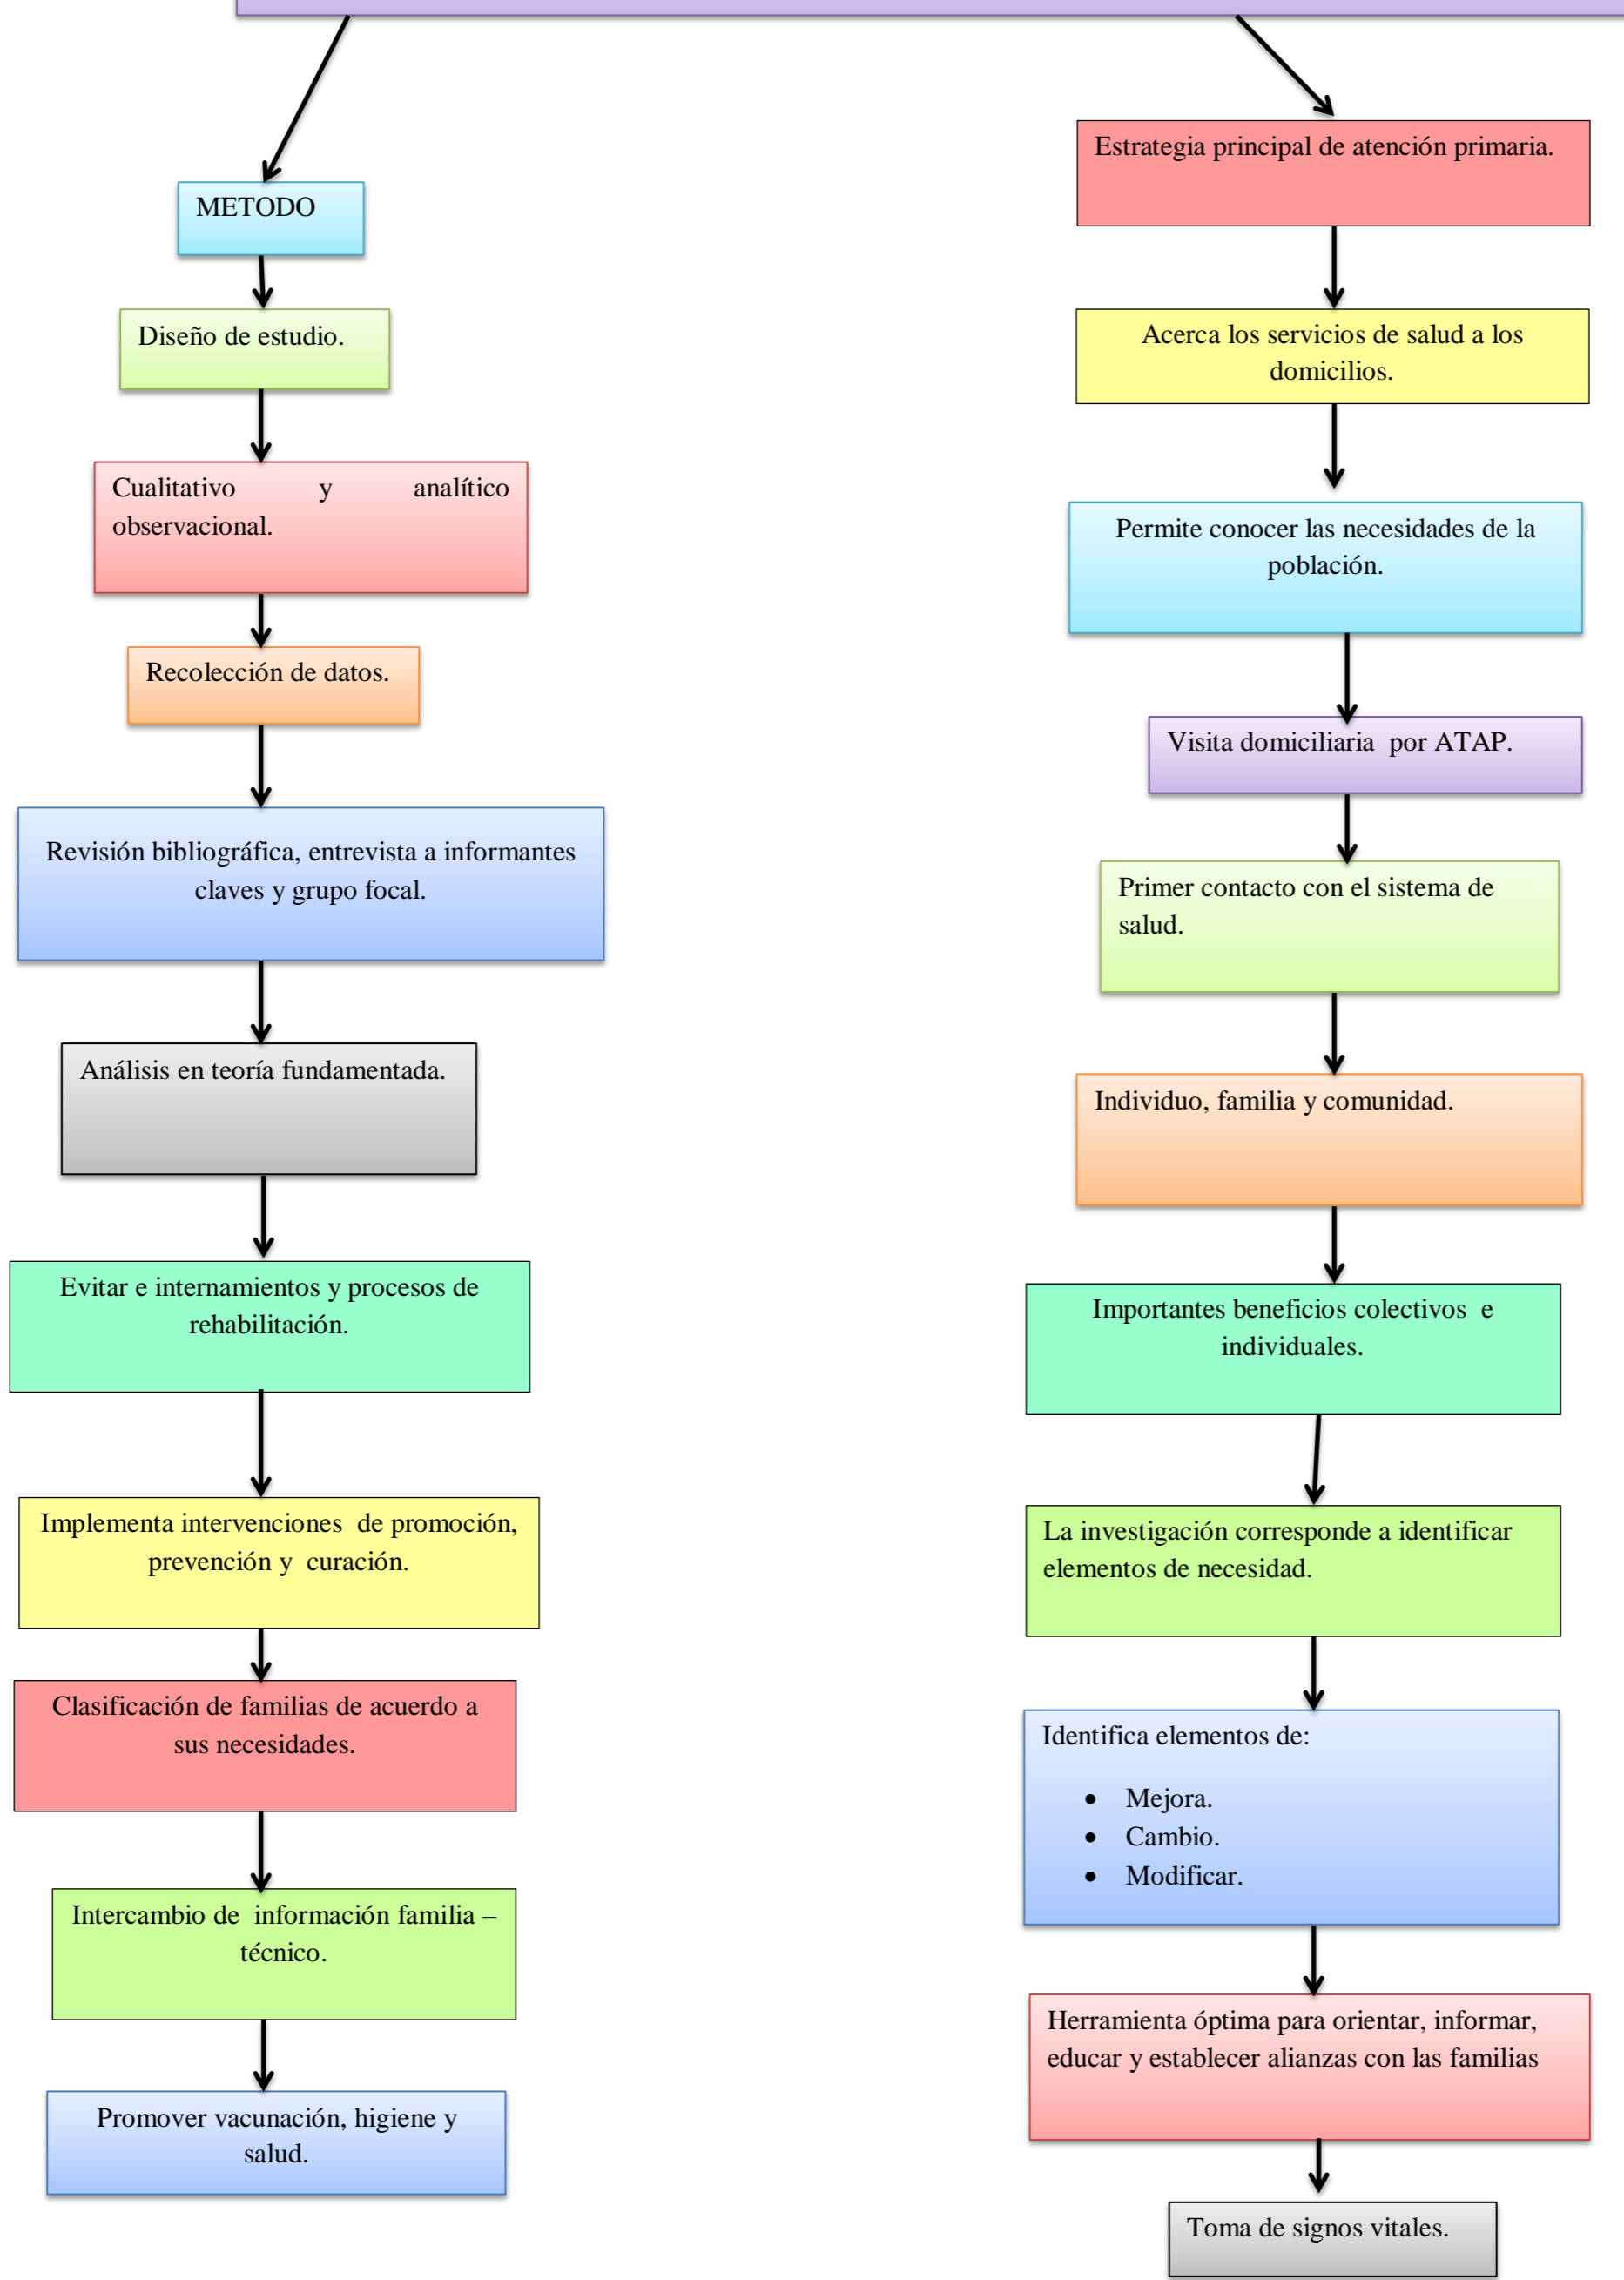 METODO
Diseño de estudio.
Cualitativo y analítico
observacional.
Recolección de datos.
Revisión bibliográfica, entrevista a informantes
claves y grupo focal.
Análisis en teoría fundamentada.
Evitar e internamientos y procesos de
rehabilitación.
Implementa intervenciones de promoción,
prevención y curación.
Clasificación de familias de acuerdo a
sus necesidades.
Intercambio de información familia –
técnico.
Promover vacunación, higiene y
salud.
Estrategia principal de atención primaria.
Acerca los servicios de salud a los
domicilios.
Permite conocer las necesidades de la
población.
Visita domiciliaria por ATAP.
Primer contacto con el sistema de
salud.
Individuo, familia y comunidad.
Importantes beneficios colectivos e
individuales.
La investigación corresponde a identificar
elementos de necesidad.
Identifica elementos de:
• Mejora.
• Cambio.
• Modificar.
Herramienta óptima para orientar, informar,
educar y establecer alianzas con las familias
Toma de signos vitales.